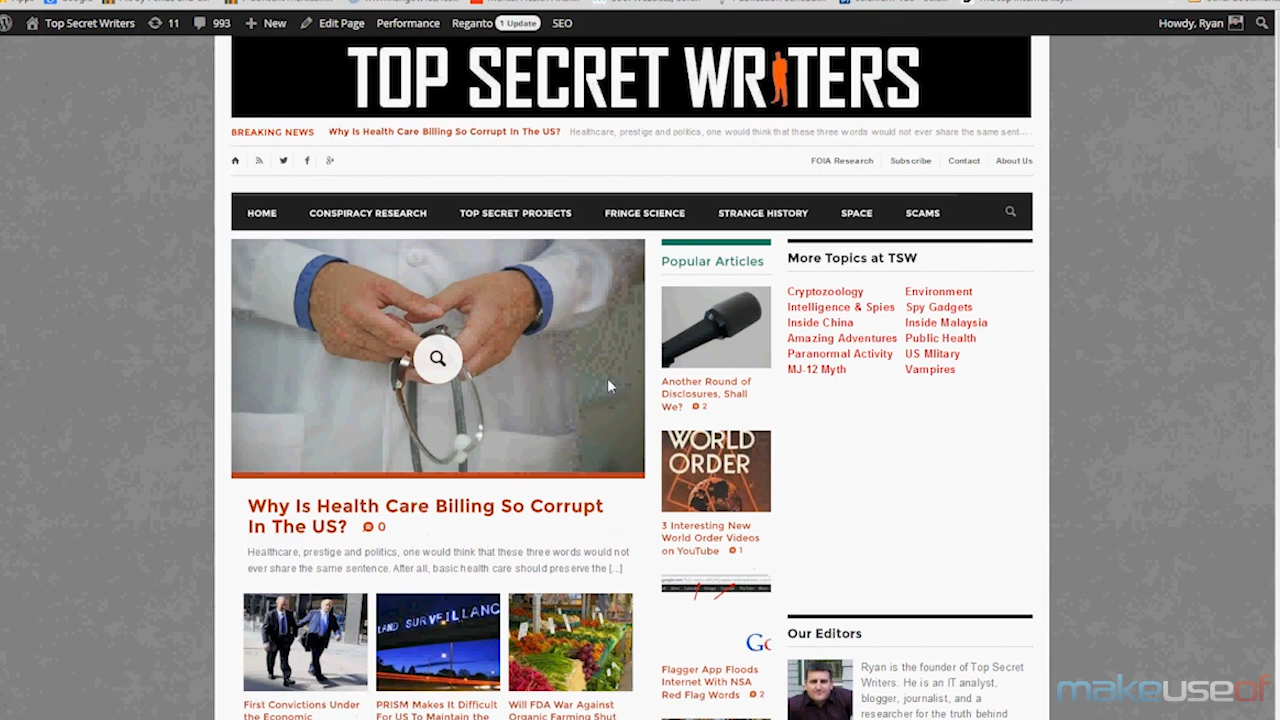 Top Secret Writers 11 993 New Edit Page Performance Reganto 1 Update SEO Howdy, Ryan
TOP SECRET WRITERS
BREAKING NEWS Why Is Health Care Billing So Corrupt In The US? Healthcare, prestige and politics, one would think that these three words would not ever share the same sent...
FOIA Research Subscribe Contact About Us
HOME CONSPIRACY RESEARCH TOP SECRET PROJECTS FRINGE SCIENCE STRANGE HISTORY SPACE SCAMS
Why Is Health Care Billing So Corrupt
In The US? 0
Healthcare, prestige and politics, one would think that these three words would not
ever share the same sentence. After all, basic health care should preserve the [...]
LAND SURVEILLANC
First Convictions Under
the Economic
PRISM Makes It Difficult
For US To Maintain the
Will FDA War Against
Organic Farming Shut
Popular Articles
Another Round of
Disclosures, Shall
We? 2
WORLD
ORDER
3 Interesting New
World Order Videos
on YouTube 1
Go
Flagger App Floods
Internet With NSA
Red Flag Words 2
More Topics at TSW
Cryptozoology Environment
Intelligence & Spies Spy Gadgets
Inside China Inside Malaysia
Amazing Adventures Public Health
Paranormal Activity US Mlitary
MJ-12 Myth Vampires
Our Editors
Ryan is the founder of Top Secret
Writers. He is an IT analyst,
blogger, journalist, and a
researcher for the truth behind
makeuseof